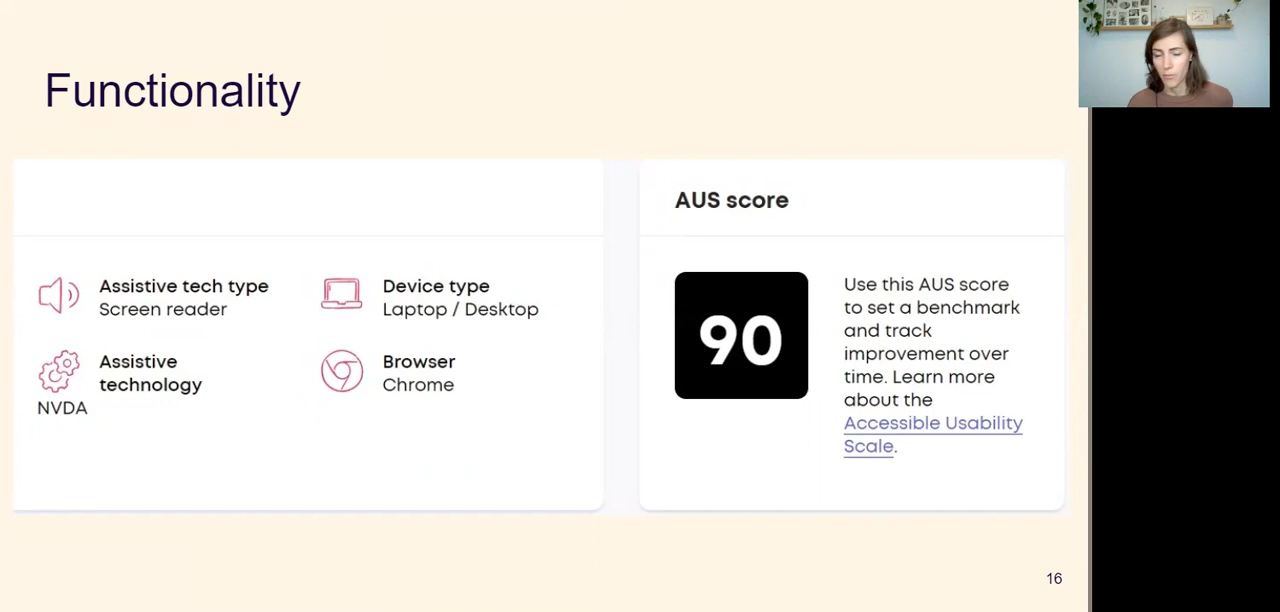 Functionality
Assistive tech type
Screen reader
Device type
Laptop / Desktop
Assistive
technology
NVDA
Browser
Chrome
AUS score
90
Use this AUS score
to set a benchmark
and track
improvement over
time. Learn more
about the
Accessible Usability
Scale.
16